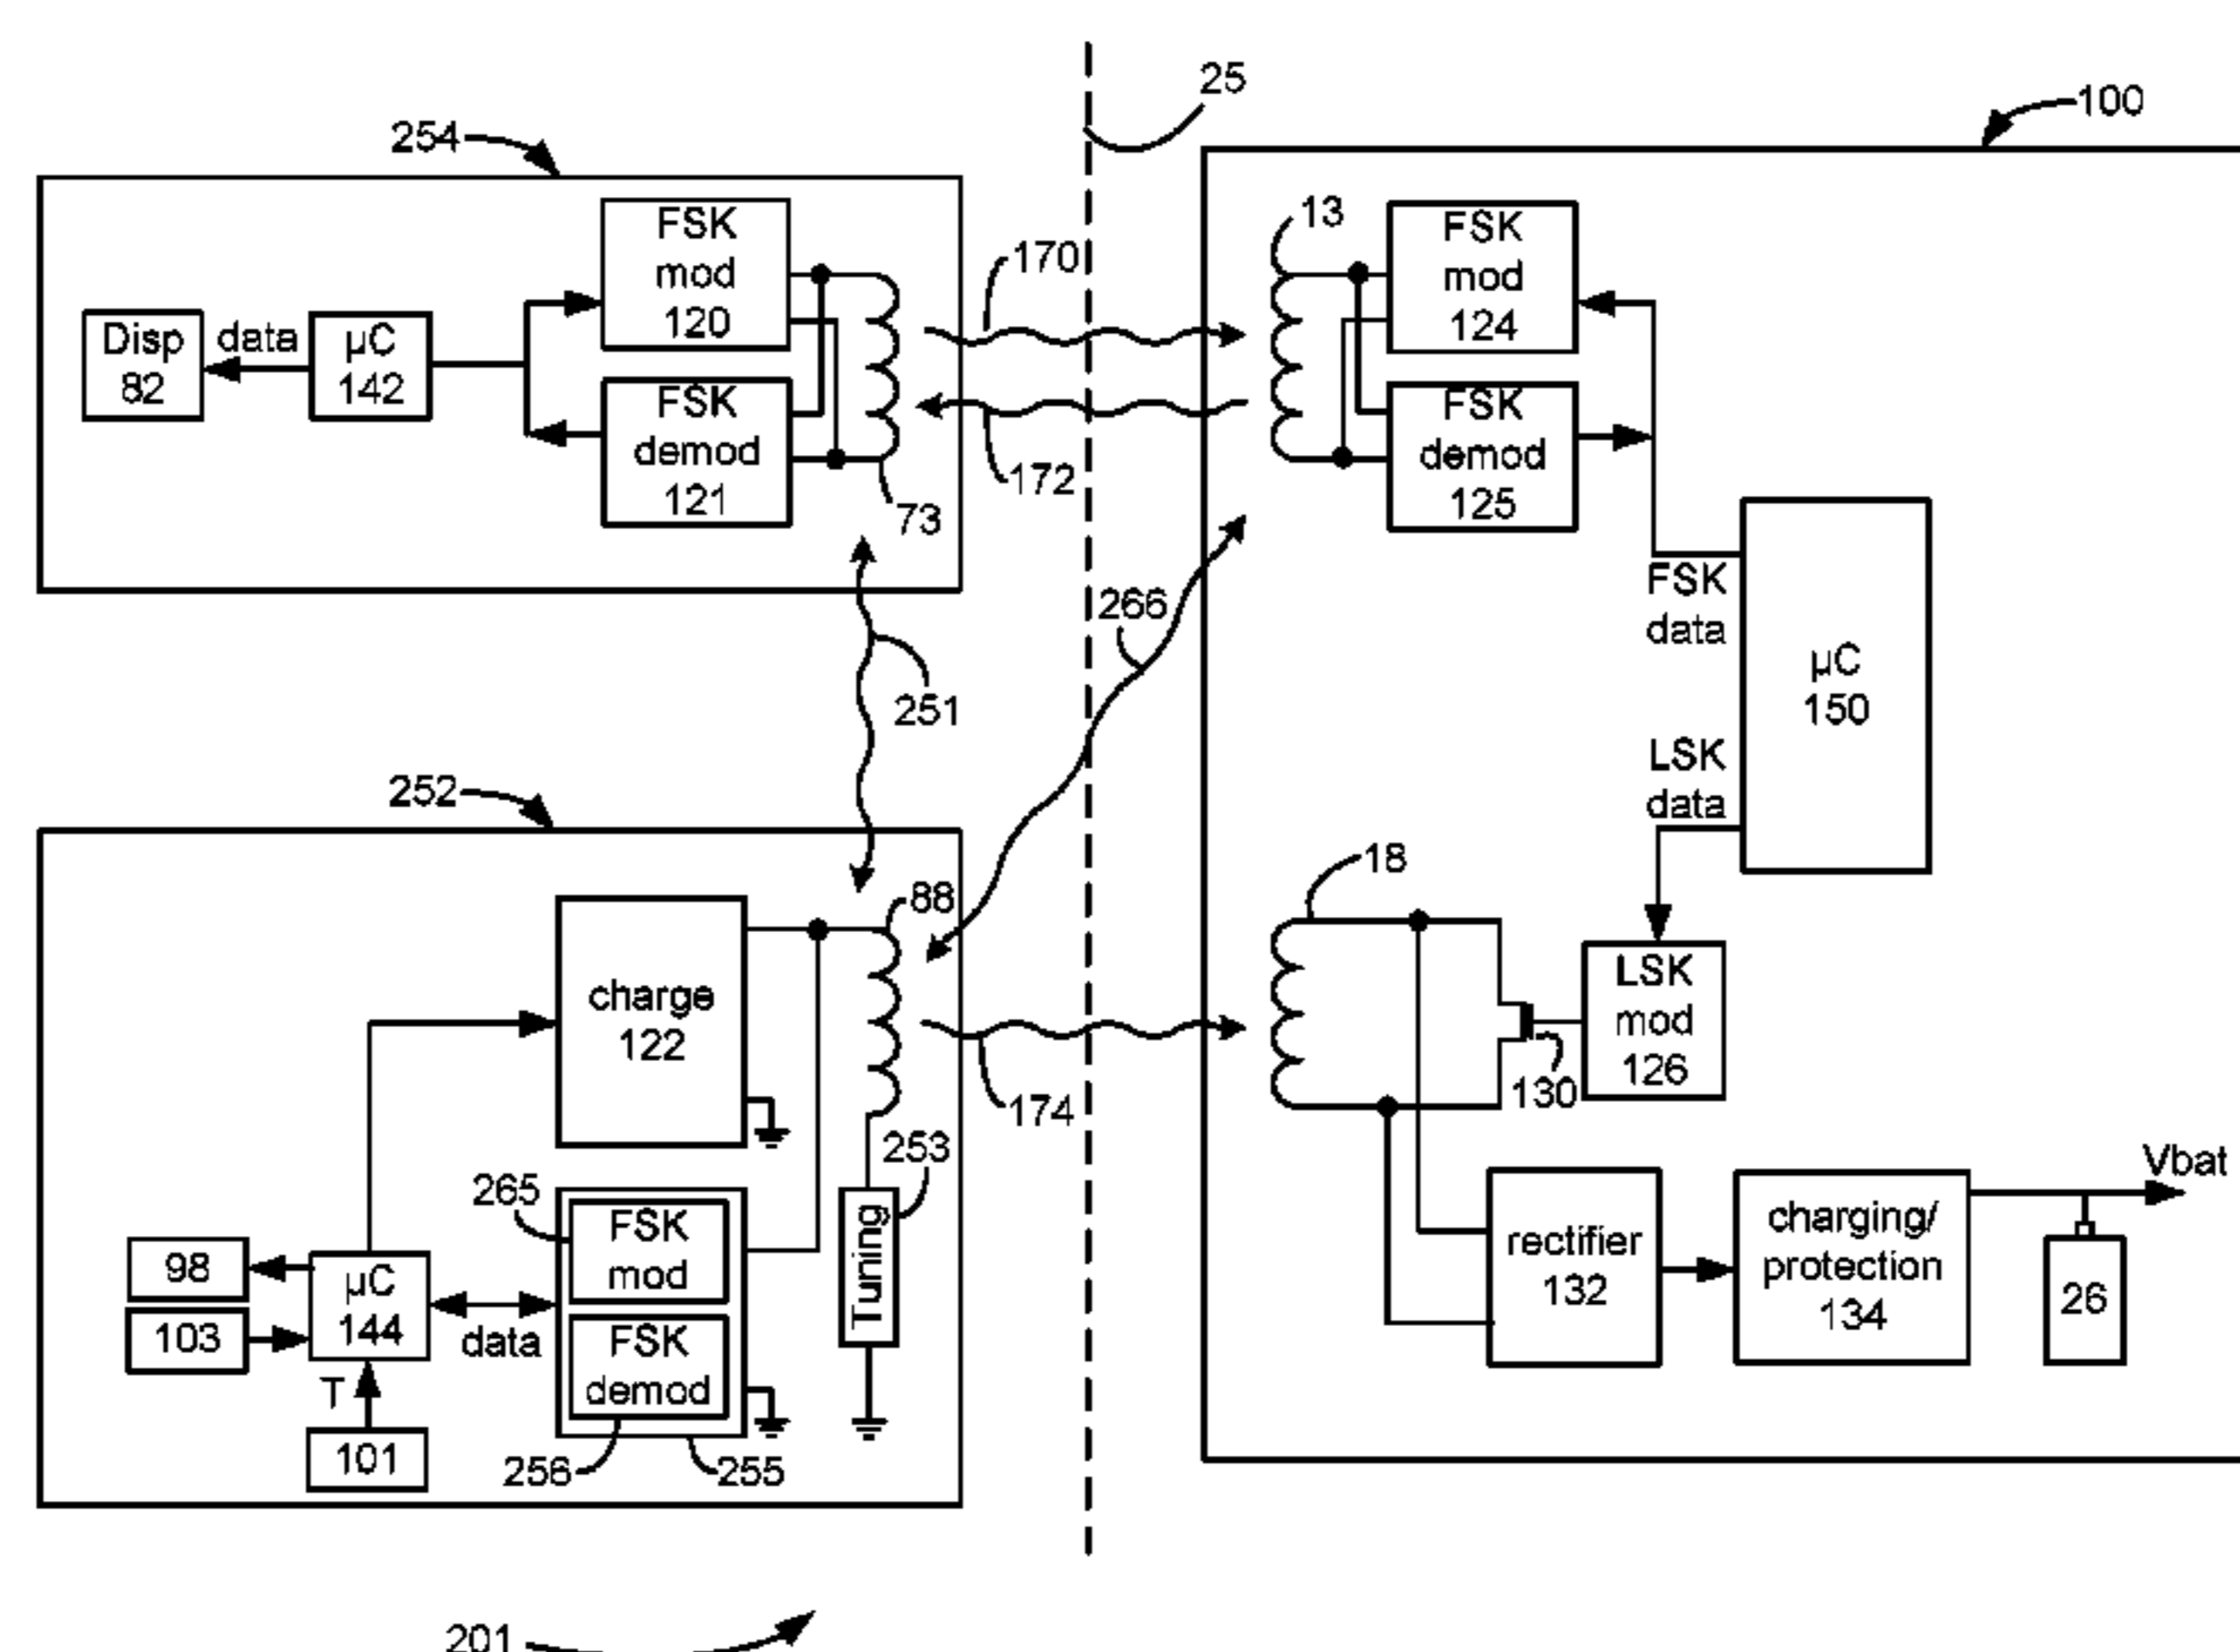 25
100
254
FSK
mod
120
170
13
FSK
mod
124
Disp
82
data
µC
142
FSK
demod
121
73
172
FSK
demod
125
266
251
FSK
data
µC
150
LSK
data
252
88
18
charge
122
174
LSK
mod
126
130
253
Tuning
265
FSK
mod
98
103
µC
144
data
FSK
demod
T
101
256
255
rectifier
132
charging/
protection
134
Vbat
26
201